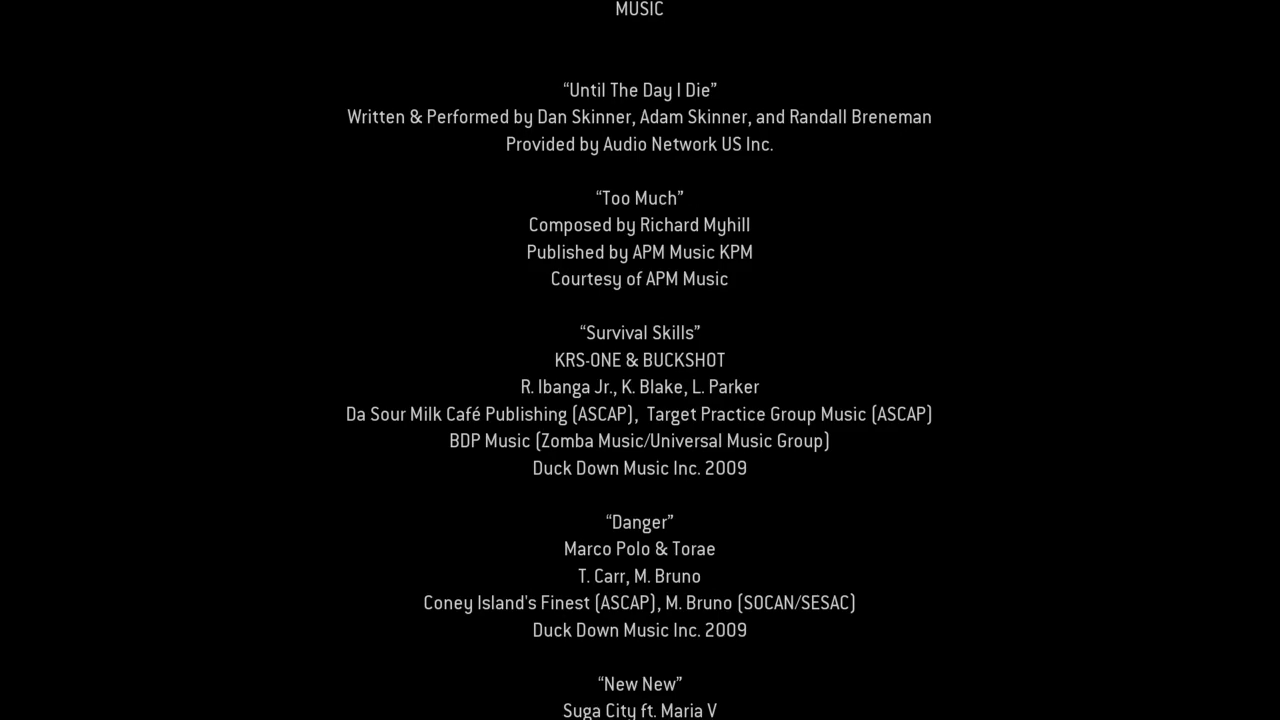 MUSIC
“Until The Day I Die”
Written & Performed by Dan Skinner, Adam Skinner, and Randall Breneman
Provided by Audio Network US Inc.
“Too Much”
Composed by Richard Myhill
Published by APM Music KPM
Courtesy of APM Music
“Survival Skills”
KRS-ONE & BUCKSHOT
R. Ibanga Jr., K. Blake, L. Parker
Da Sour Milk Café Publishing (ASCAP),  Target Practice Group Music (ASCAP)
BDP Music (Zomba Music/Universal Music Group)
Duck Down Music Inc. 2009
“Danger”
Marco Polo & Torae
T. Carr, M. Bruno
Coney Island's Finest (ASCAP), M. Bruno (SOCAN/SESAC)
Duck Down Music Inc. 2009
“New New”
Suga City ft. Maria V